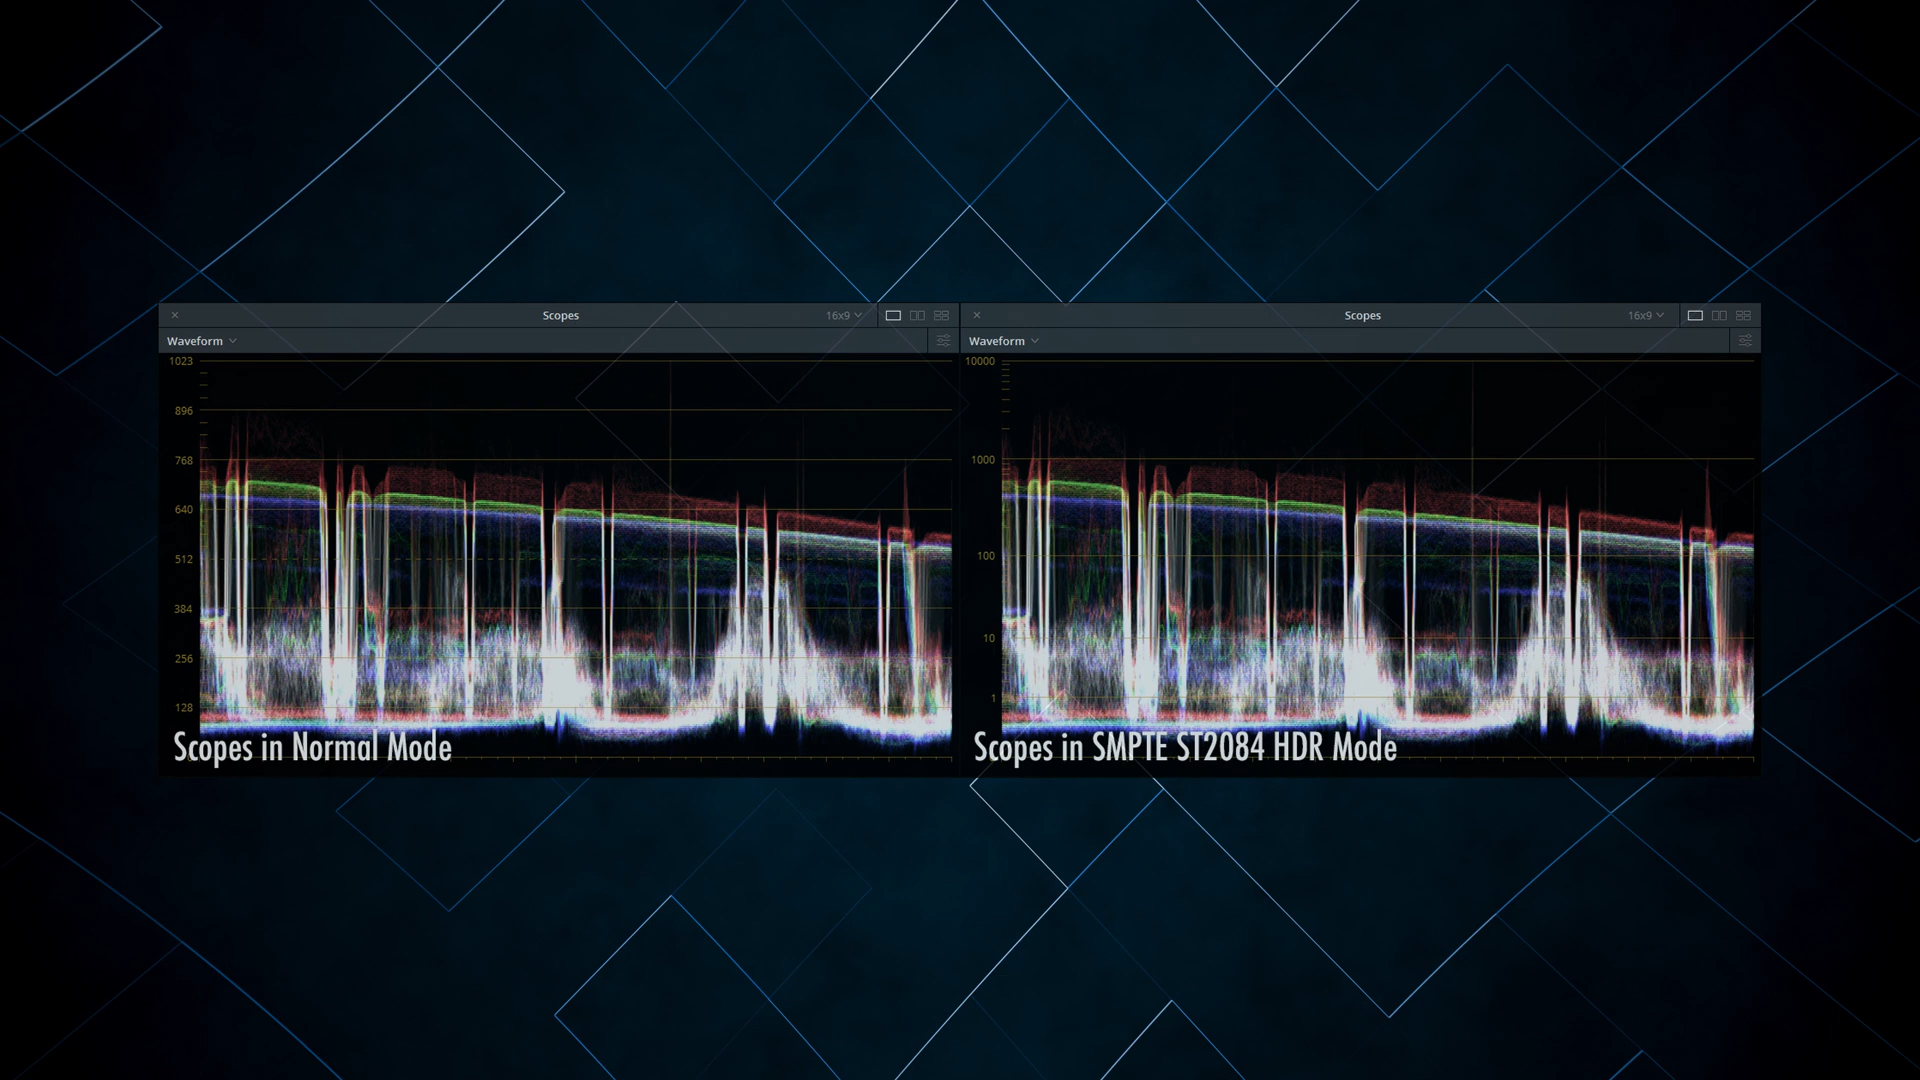 Scopes 16x9
Waveform
1023
896
768
640
512
384
256
128
Scopes in Normal Mode
Scopes 16x9
Waveform
10000
1000
100
10
1
Scopes in SMPTE ST2084 HDR Mode